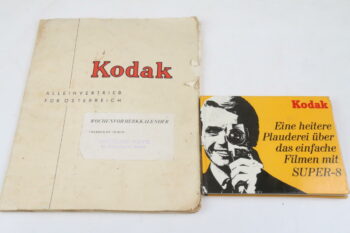 Kodak
ALLEINVERTRIEB
FÜR ÖSTERREICH
WOCHENVORMERKKALENDER
Kodak
Eine heitere
Plauderei über
das einfache
Filmen mit
SUPER-8